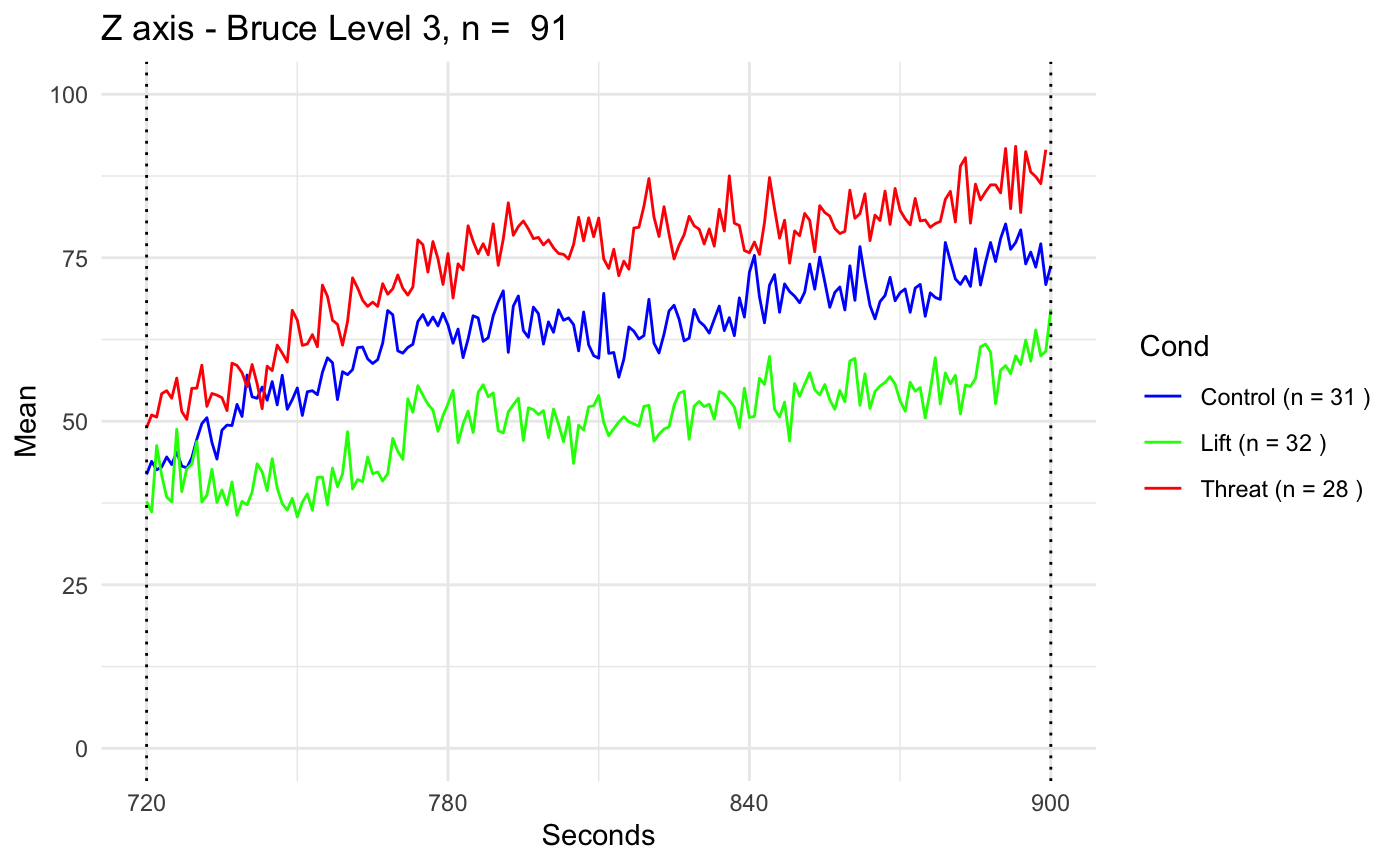 Z axis - Bruce Level 3, n =  91
100
75
50
25
0
Mean
720
780
840
900
Seconds
Cond
Control (n = 31 )
Lift (n = 32 )
Threat (n = 28 )